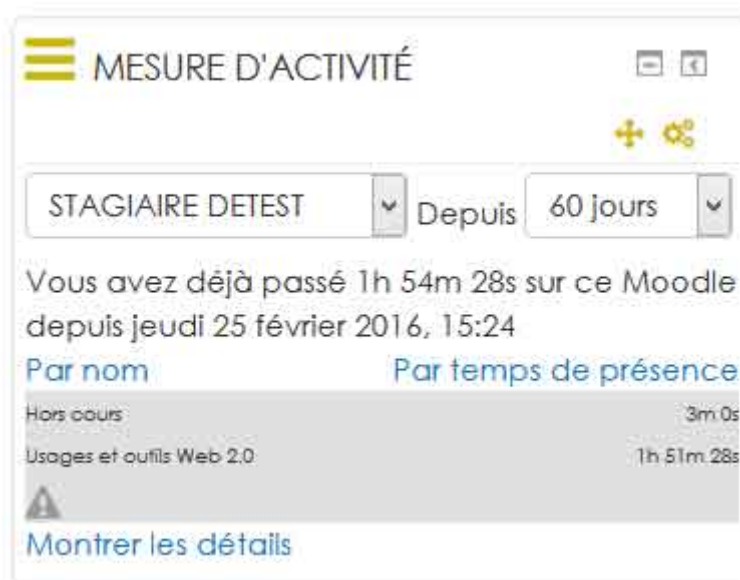 MESURE D'ACTIVITÉ
STAGIAIRE DETEST Depuis 60 jours
Vous avez déjà passé 1h 54m 28s sur ce Moodle
depuis jeudi 25 février 2016, 15:24
Par nom Par temps de présence
Hors cours 3m 0s
Usages et outils Web 2.0 1h 51m 28s
Montrer les détails